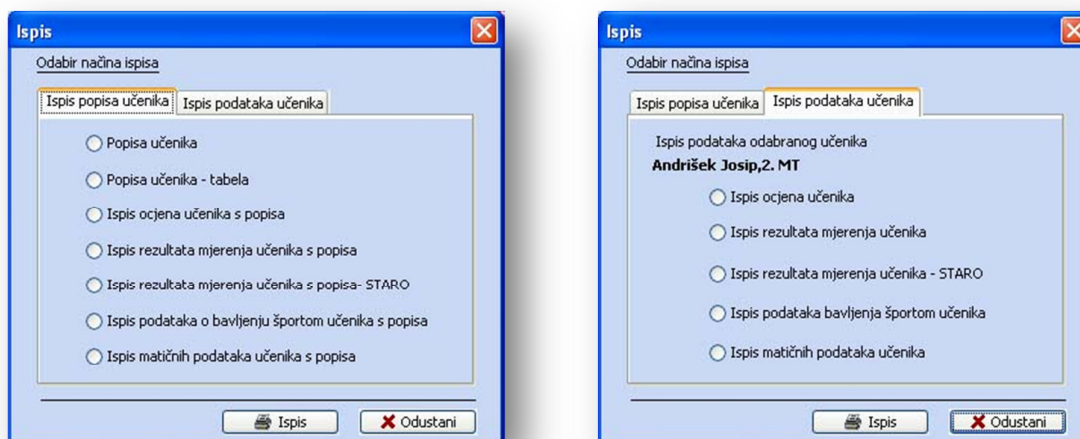 Ispis
Odabir načina ispisa
Ispis popisa učenika
Ispis podataka učenika
Popisa učenika
Popisa učenika - tabela
Ispis ocjena učenika s popisa
Ispis rezultata mjerenja učenika s popisa
Ispis rezultata mjerenja učenika s popisa- STARO
Ispis podataka o bavljenju športom učenika s popisa
Ispis matičnih podataka učenika s popisa
Ispis
Odustani
Ispis
Odabir načina ispisa
Ispis popisa učenika
Ispis podataka učenika
Ispis podataka odabranog učenika
Andrišek Josip,2. MT
Ispis ocjena učenika
Ispis rezultata mjerenja učenika
Ispis rezultata mjerenja učenika - STARO
Ispis podataka bavljenja športom učenika
Ispis matičnih podataka učenika
Ispis
Odustani